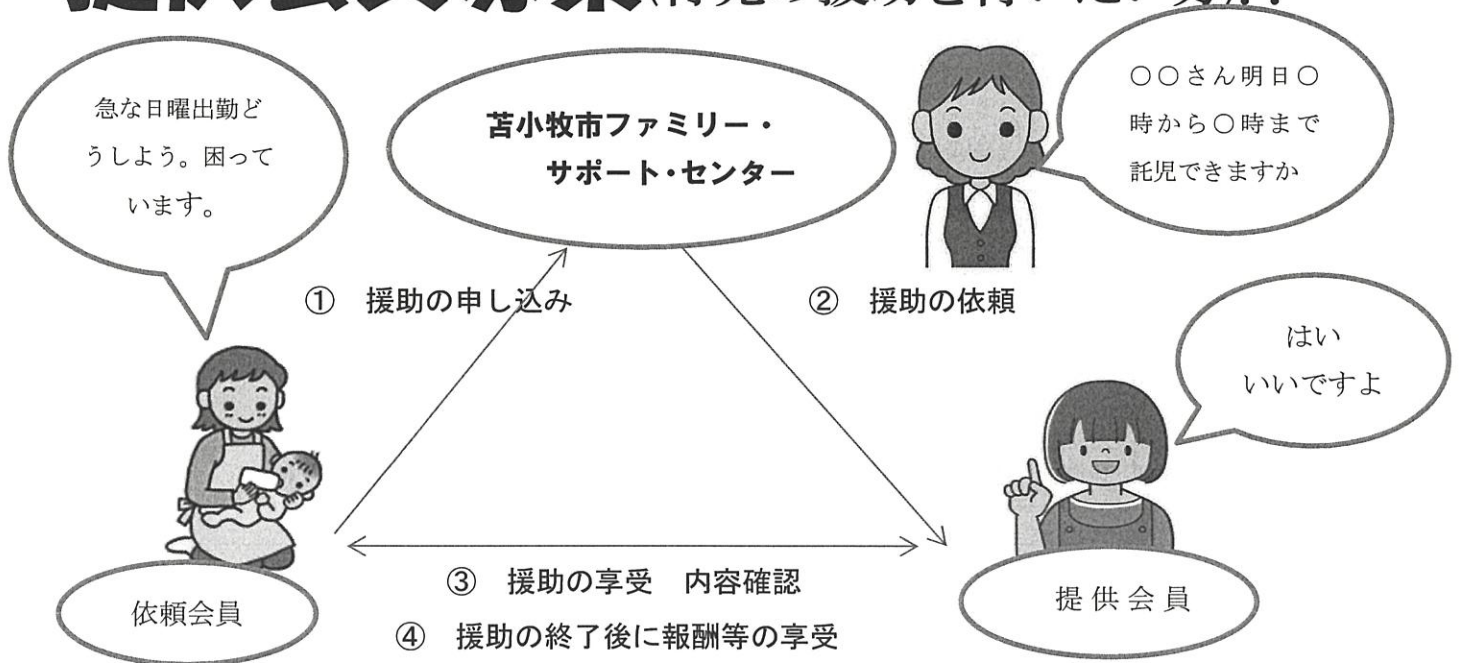 急な日曜出勤ど
うしよう。困って
います。
苫小牧市ファミリー・
サポート・センター
〇〇さん明日〇
時から〇時まで
託児できますか
① 援助の申し込み
② 援助の依頼
はい
いいですよ
③ 援助の享受 内容確認
④ 援助の終了後に報酬等の享受
依頼会員
提供会員